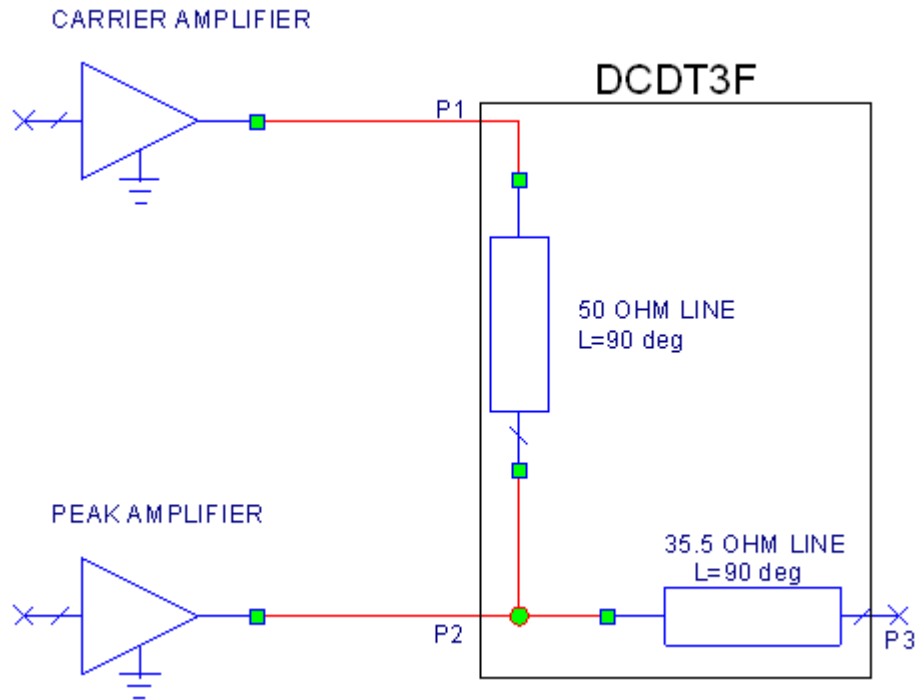 CARRIER AMPLIFIER
DCDT3F
P1
50 OHM LINE
L=90 deg
PEAK AMPLIFIER
35.5 OHM LINE
L=90 deg
P2
P3